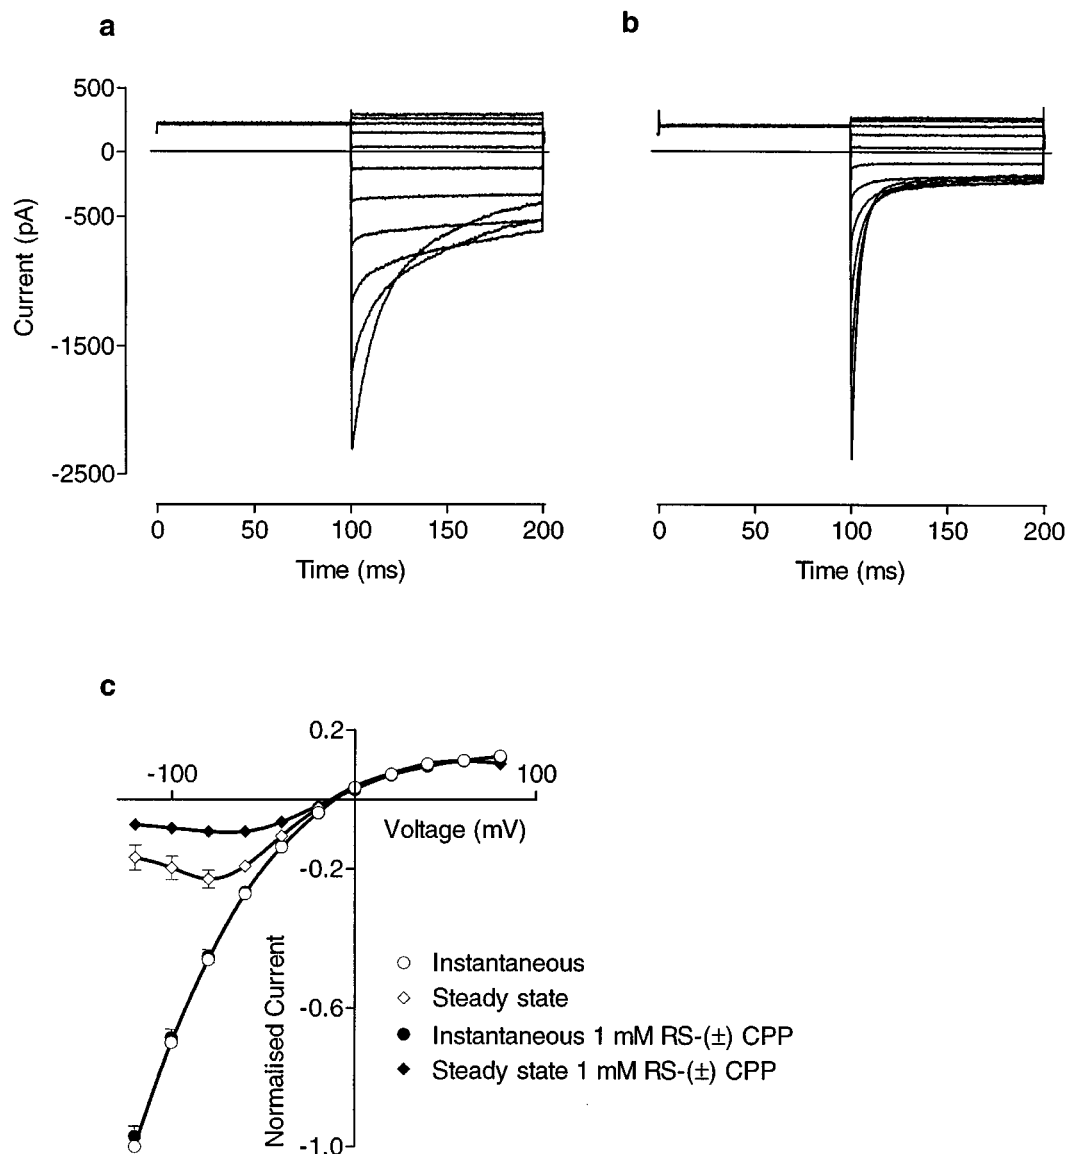 a
b
500
0
-500
-1500
-2500
Current (pA)
0 50 100 150 200
Time (ms)
0 50 100 150 200
Time (ms)
c
0.2
-100
100
Voltage (mV)
-0.2
-0.6
-1.0
Normalised Current
Instantaneous
Steady state
Instantaneous 1 mM RS-(±) CPP
Steady state 1 mM RS-(±) CPP